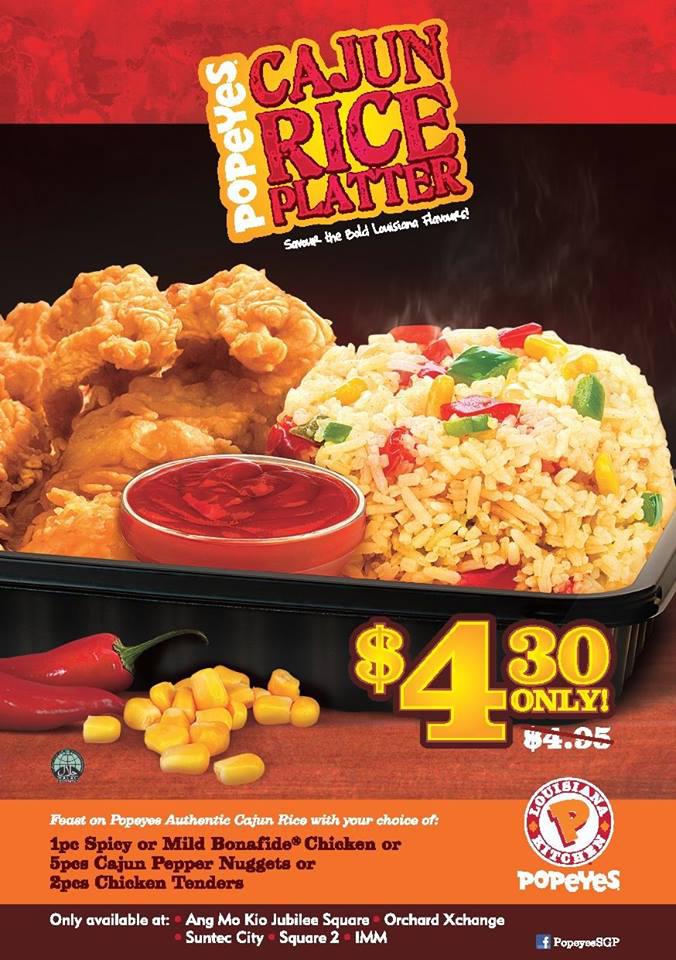 POPEYES
CAJUN
RICE
PLATTER
Savour the Bold Louisiana Flavours!
$4.30
ONLY!
$4.95
Feast on Popeyes Authentic Cajun Rice with your choice of:
1pc Spicy or Mild Bonafide® Chicken or
5pcs Cajun Pepper Nuggets or
2pcs Chicken Tenders
LOUISIANA
P
KITCHEN
POPEYES
Only available at: • Ang Mo Kio Jubilee Square • Orchard Xchange
• Suntec City • Square 2 • IMM
f PopeyesSGP